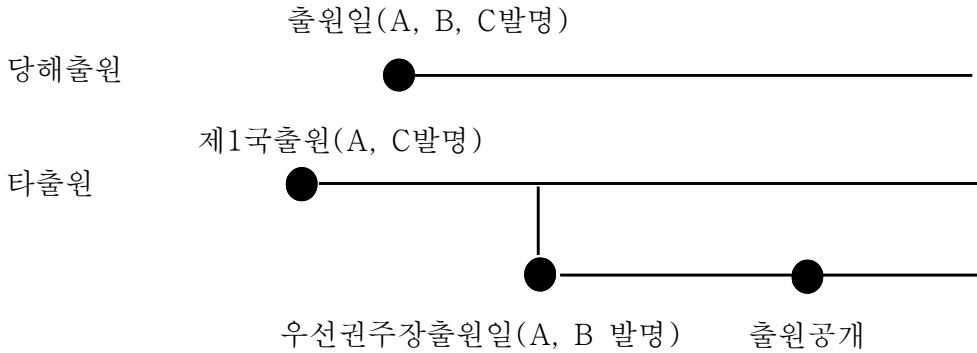 출원일(A, B, C발명)
당해출원
제1국출원(A, C발명)
타출원
우선권주장출원일(A, B 발명)
출원공개